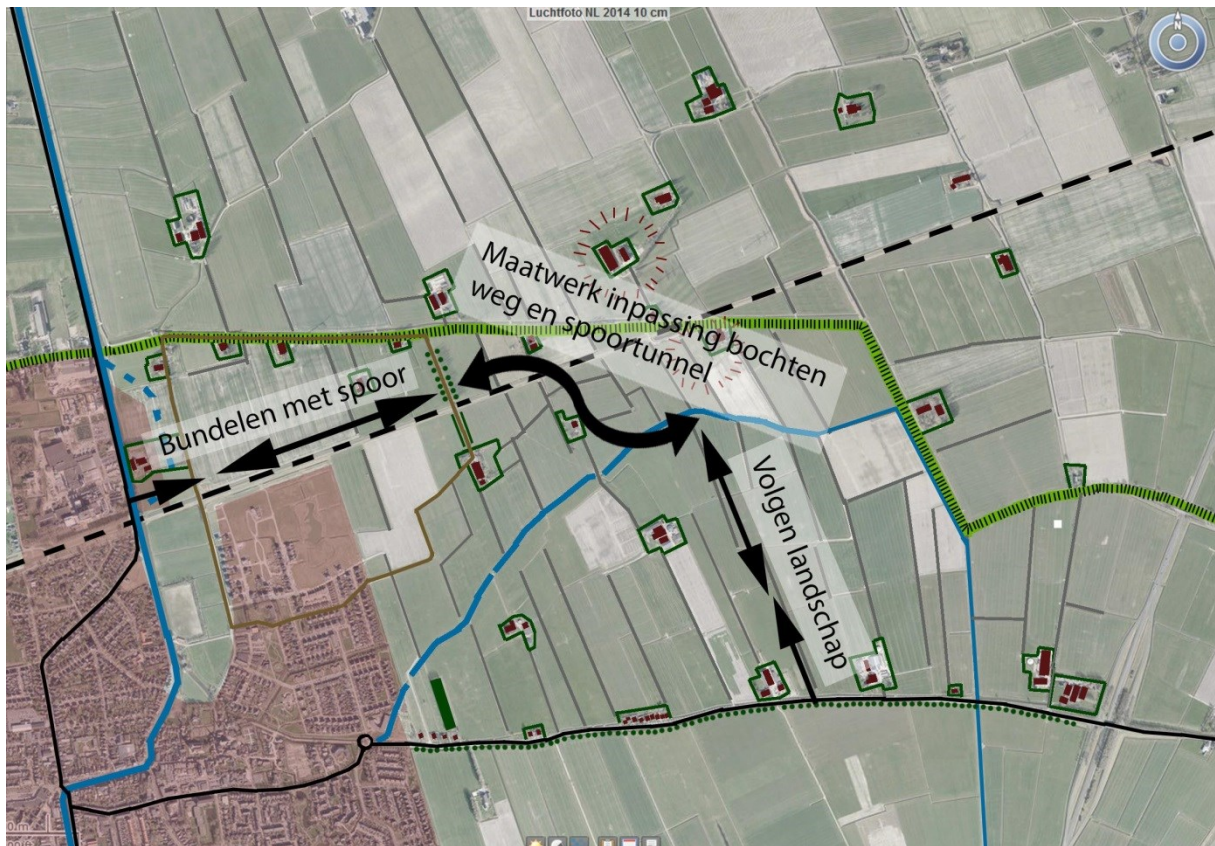 Luchtfoto NL 2014 10 cm
N
Maatwerk inpassing bochten
weg en spoortunnel
Bundelen met spoor
Volgen landschap